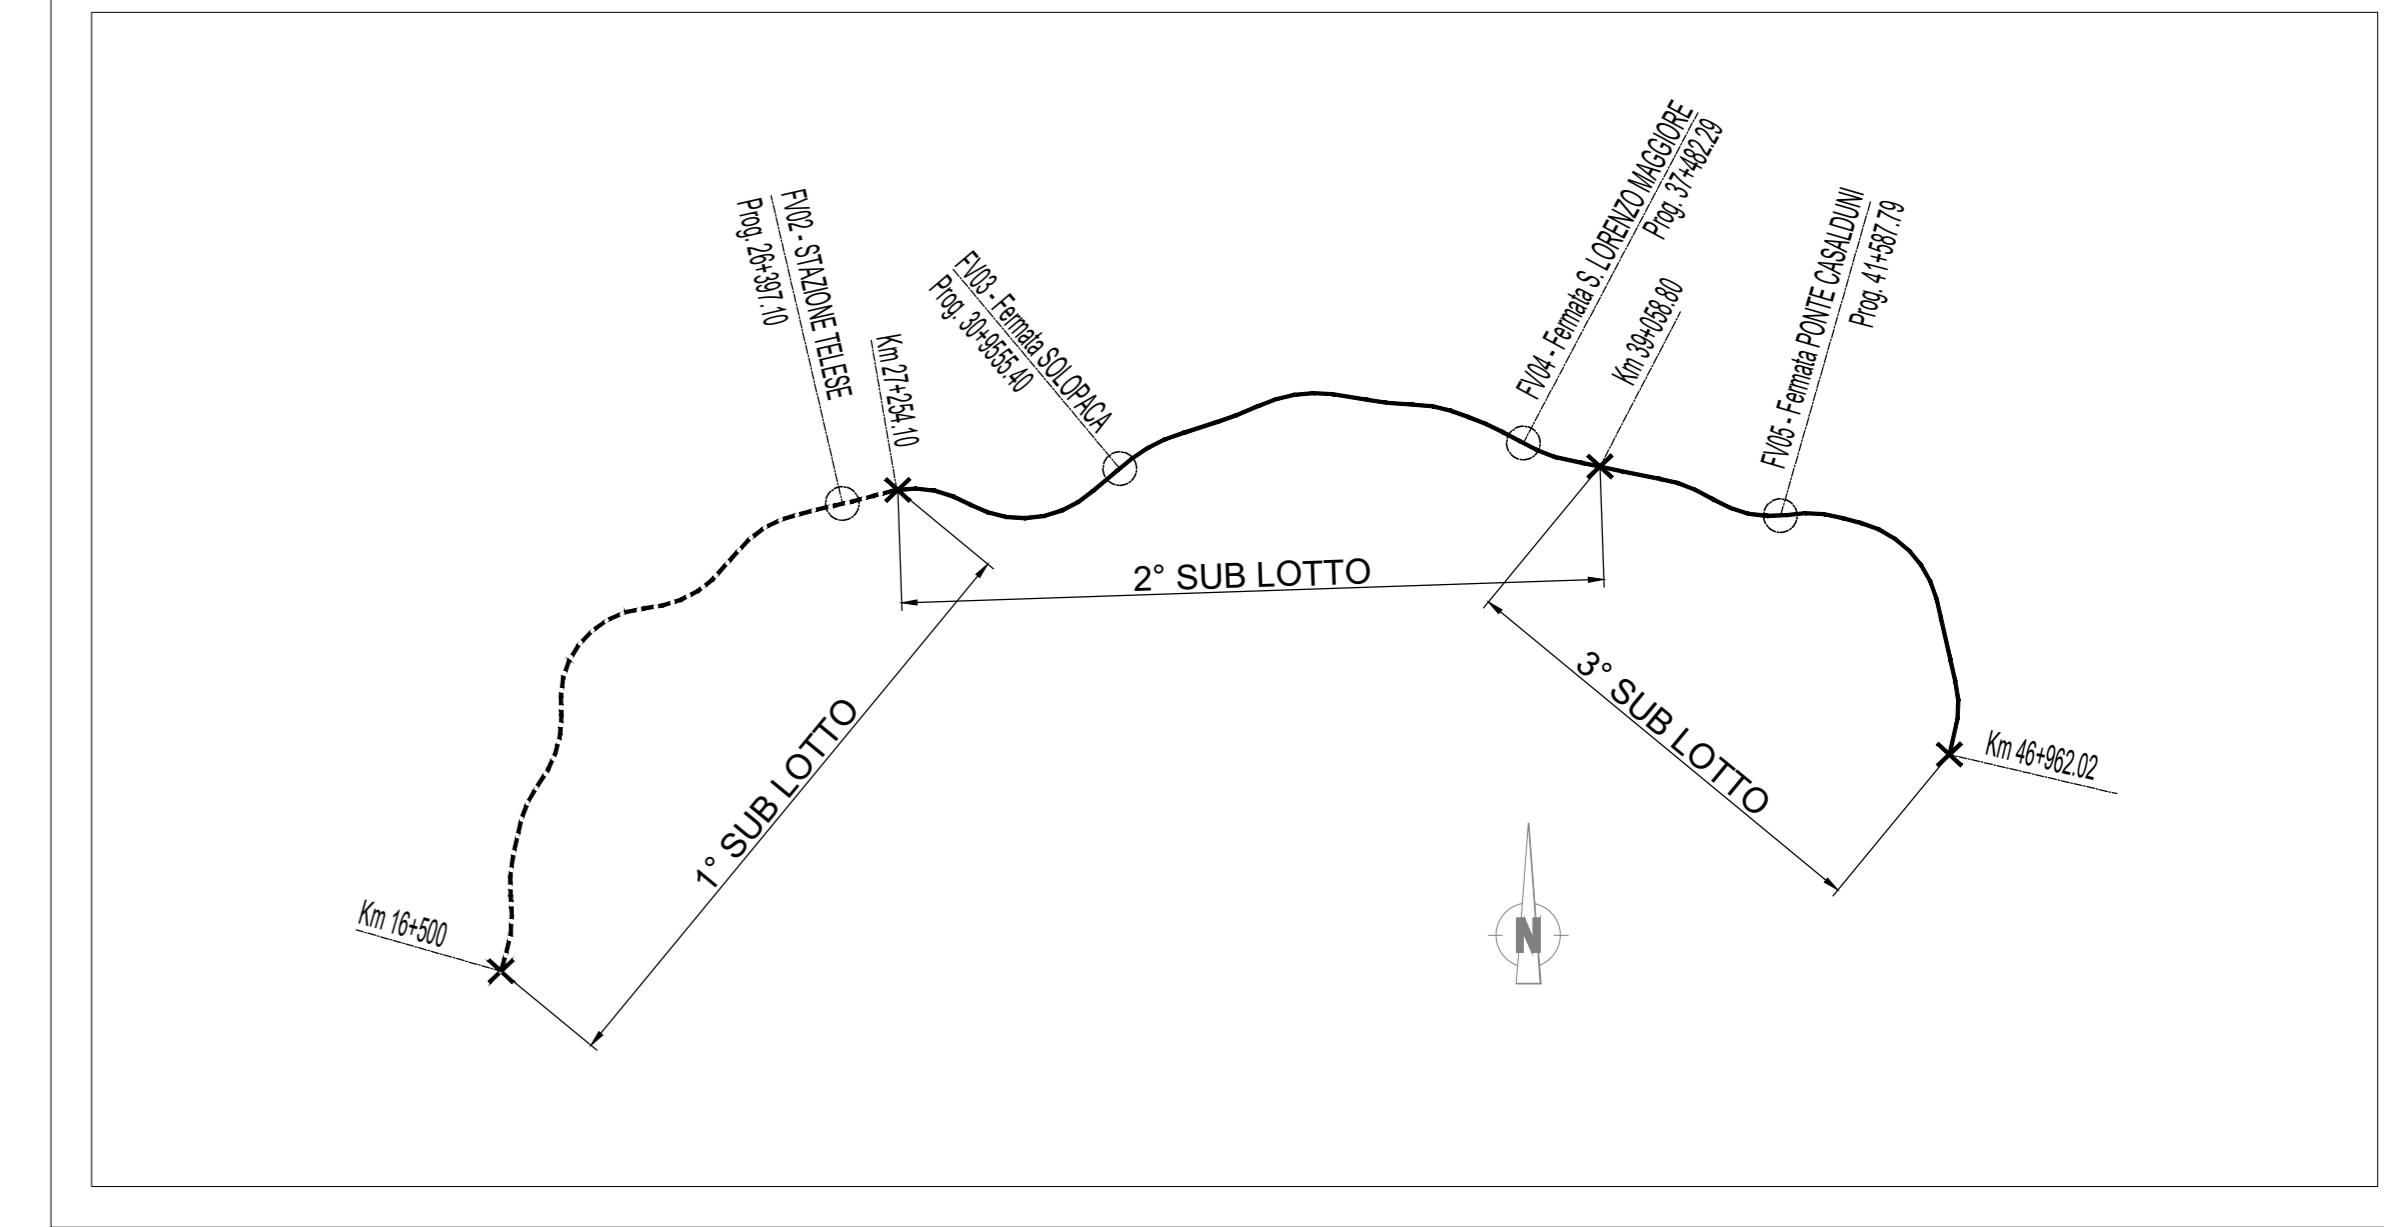 FV02 - STAZIONE TELESE
Prog. 26+397.10
Km 27+254.10
FV03 - Fermata SOLOPACA
Prog. 30+9555.40
FV04 - Fermata S. LORENZO MAGGIORE
Prog. 37+482.29
Km 39+058.80
FV05 - Fermata PONTE CASALDUNI
Prog. 41+587.79
2° SUB LOTTO
1° SUB LOTTO
3° SUB LOTTO
Km 46+962.02
Km 16+500
N